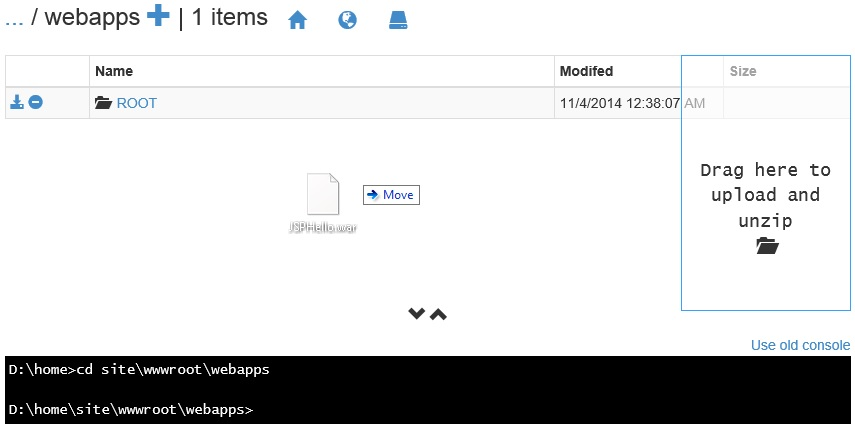 ... / webapps | 1 items
Name Modifed Size
ROOT 11/4/2014 12:38:07 AM
Drag here to
upload and
unzip
Move
JSPHello.war
Use old console
D:\home>cd site\wwwroot\webapps
D:\home\site\wwwroot\webapps>